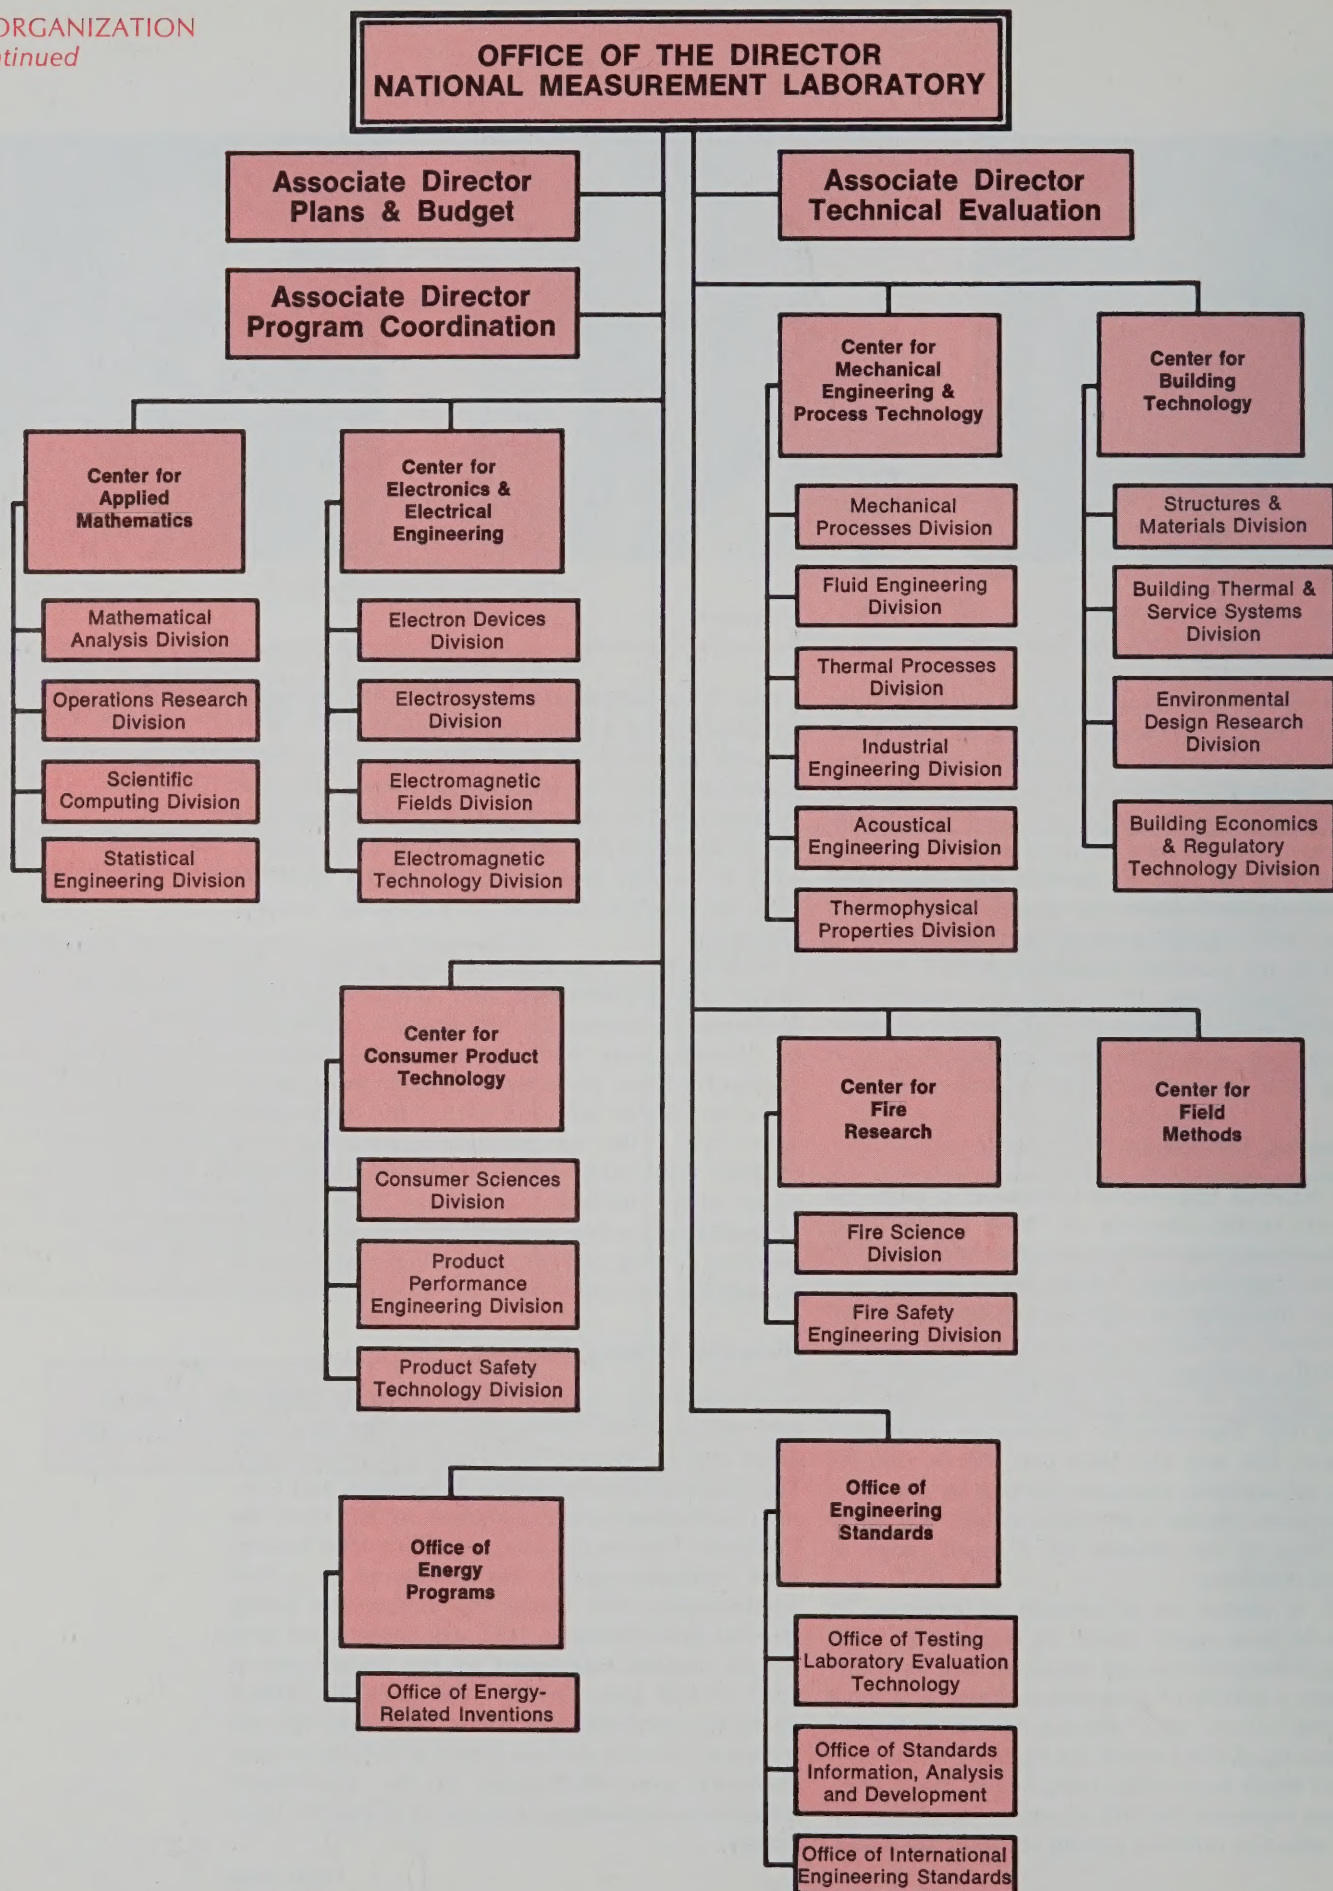 ORGANIZATION
OFFICE OF THE DIRECTOR
NATIONAL MEASUREMENT LABORATORY
Associate Director
Plans & Budget
Associate Director
Technical Evaluation
Associate Director
Program Coordination
Center for
Applied
Mathematics
Mathematical
Analysis Division
Operations Research
Division
Scientific
Computing Division
Statistical
Engineering Division
Center for
Electronics &
Electrical
Engineering
Electron Devices
Division
Electrosystems
Division
Electromagnetic
Fields Division
Electromagnetic
Technology Division
Center for
Mechanical
Engineering &
Process Technology
Mechanical
Processes Division
Fluid Engineering
Division
Thermal Processes
Division
Industrial
Engineering Division
Acoustical
Engineering Division
Thermophysical
Properties Division
Center for
Building
Technology
Structures &
Materials Division
Building Thermal &
Service Systems
Division
Environmental
Design Research
Division
Building Economics
& Regulatory
Technology Division
Center for
Consumer Product
Technology
Consumer Sciences
Division
Product
Performance
Engineering Division
Product Safety
Technology Division
Center for
Fire
Research
Fire Science
Division
Fire Safety
Engineering Division
Center for
Field
Methods
Office of
Energy
Programs
Office of Energy-
Related Inventions
Office of
Engineering
Standards
Office of Testing
Laboratory Evaluation
Technology
Office of Standards
Information, Analysis
and Development
Office of International
Engineering Standards